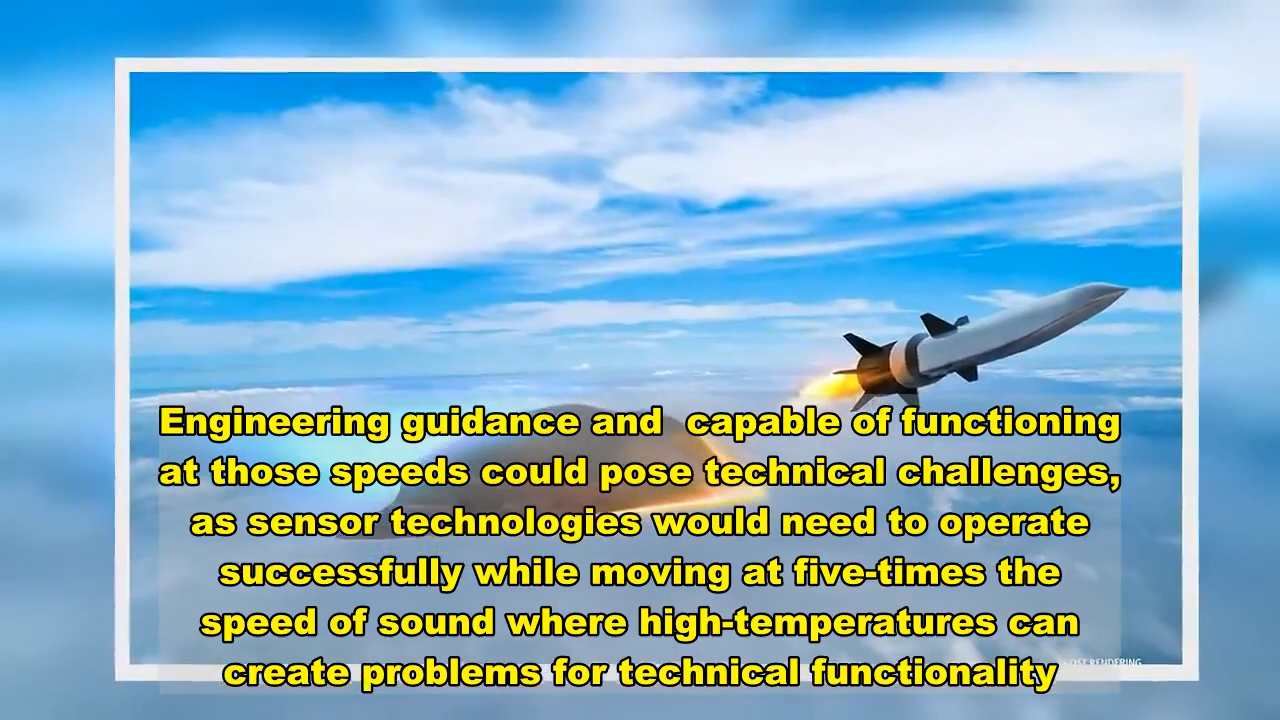 Engineering guidance and  capable of functioning
at those speeds could pose technical challenges,
as sensor technologies would need to operate
successfully while moving at five-times the
speed of sound where high-temperatures can
create problems for technical functionality
RENDERING